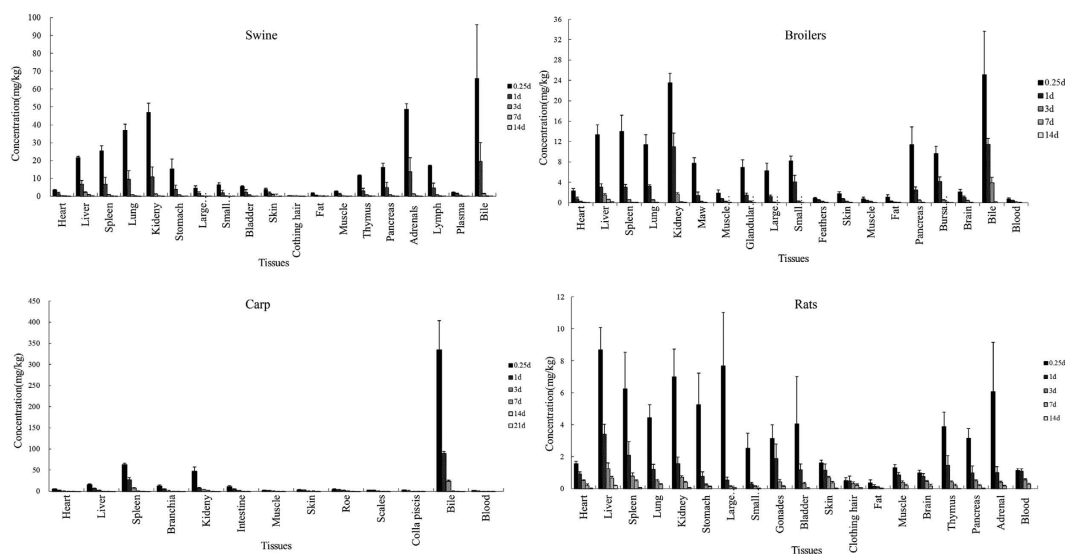 Swine
Concentration(mg/kg)
100
90
80
70
60
50
40
30
20
10
0
0.25d
1d
3d
7d
14d
Heart
Liver
Spleen
Lung
Kideny
Stomach
Large...
Small...
Bladder
Skin
Cothing hair
Fat
Muscle
Thymus
Pancreas
Adrenals
Lymph
Plasma
Bile
Tissues
Broilers
Concentration(mg/kg)
36
32
28
24
20
16
12
8
4
0
0.25d
1d
3d
7d
14d
Heart
Liver
Spleen
Lung
Kidney
Maw
Muscle...
Glandular...
Large...
Small...
Feathers
Skin
Muscle
Fat
Pancreas
Bursa...
Brain
Bile
Blood
Tissues
Carp
Concentration(mg/kg)
450
400
350
300
250
200
150
100
50
0
0.25d
1d
3d
7d
14d
21d
Heart
Liver
Spleen
Branchia
Kideny
Intestine
Muscle
Skin
Roe
Scales
Colla piscis
Bile
Blood
Tissues
Rats
Concentration(mg/kg)
12
10
8
6
4
2
0
0.25d
1d
3d
7d
14d
Heart
Liver
Spleen
Lung
Kidney
Stomach
Large...
Small...
Gonades
Bladder
Skin
Clothing hair
Fat
Muscle
Brain
Thymus
Pancreas
Adrenal
Blood
Tissues